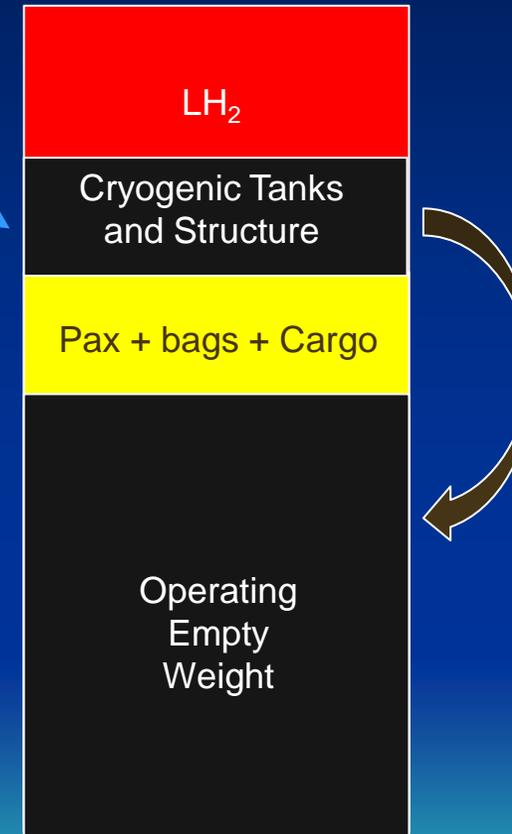 LH₂
Cryogenic Tanks
and Structure
Pax + bags + Cargo
Operating
Empty
Weight